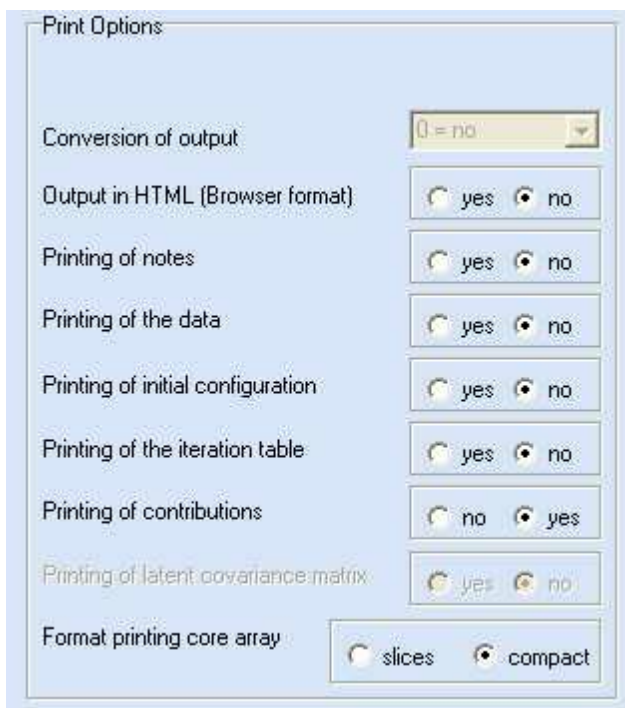 Print Options
Conversion of output 0 = no
Output in HTML (Browser format) yes no
Printing of notes yes no
Printing of the data yes no
Printing of initial configuration yes no
Printing of the iteration table yes no
Printing of contributions no yes
Printing of latent covariance matrix yes no
Format printing core array slices compact